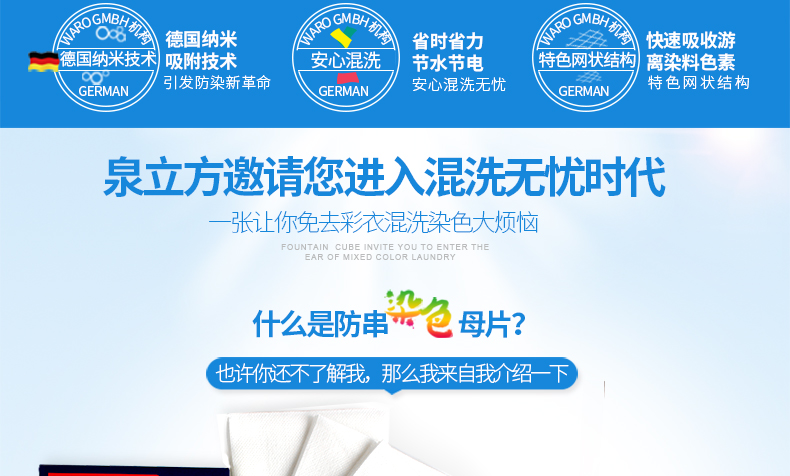 WARO GMBH 机构
德国纳米技术
GERMAN
德国纳米
吸附技术
引发防染新革命
WARO GMBH 机构
安心混洗
GERMAN
省时省力
节水节电
安心混洗无忧
WARO GMBH 机构
特色网状结构
GERMAN
快速吸收游
离染料色素
特色网状结构
泉立方邀请您进入混洗无忧时代
一张让你免去彩衣混洗染色大烦恼
FOUNTAIN CUBE INVITE YOU TO ENTER THE
EAR OF MIXED COLOR LAUNDRY
什么是防串染色母片?
也许你还不了解我，那么我来自我介绍一下